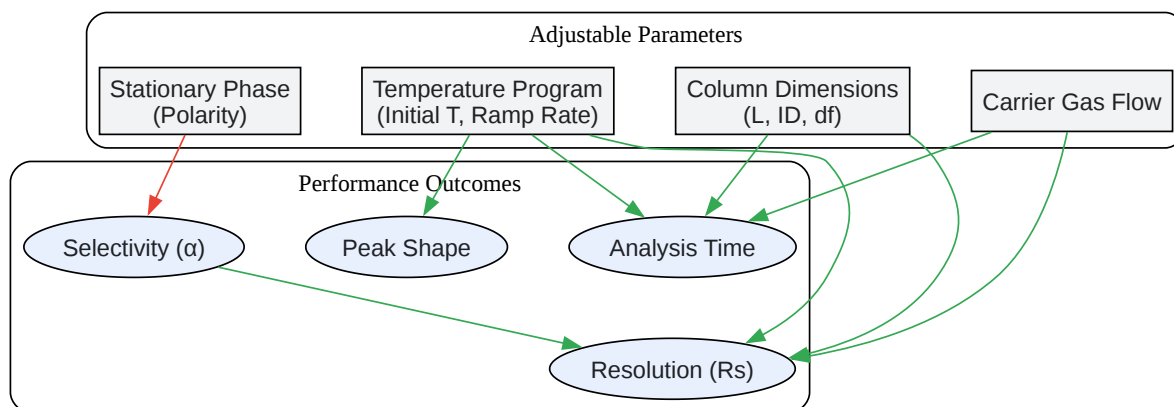 Adjustable Parameters
Stationary Phase
(Polarity)
Temperature Program
(Initial T, Ramp Rate)
Column Dimensions
(L, ID, df)
Carrier Gas Flow
Performance Outcomes
Selectivity (α)
Peak Shape
Analysis Time
Resolution (Rs)